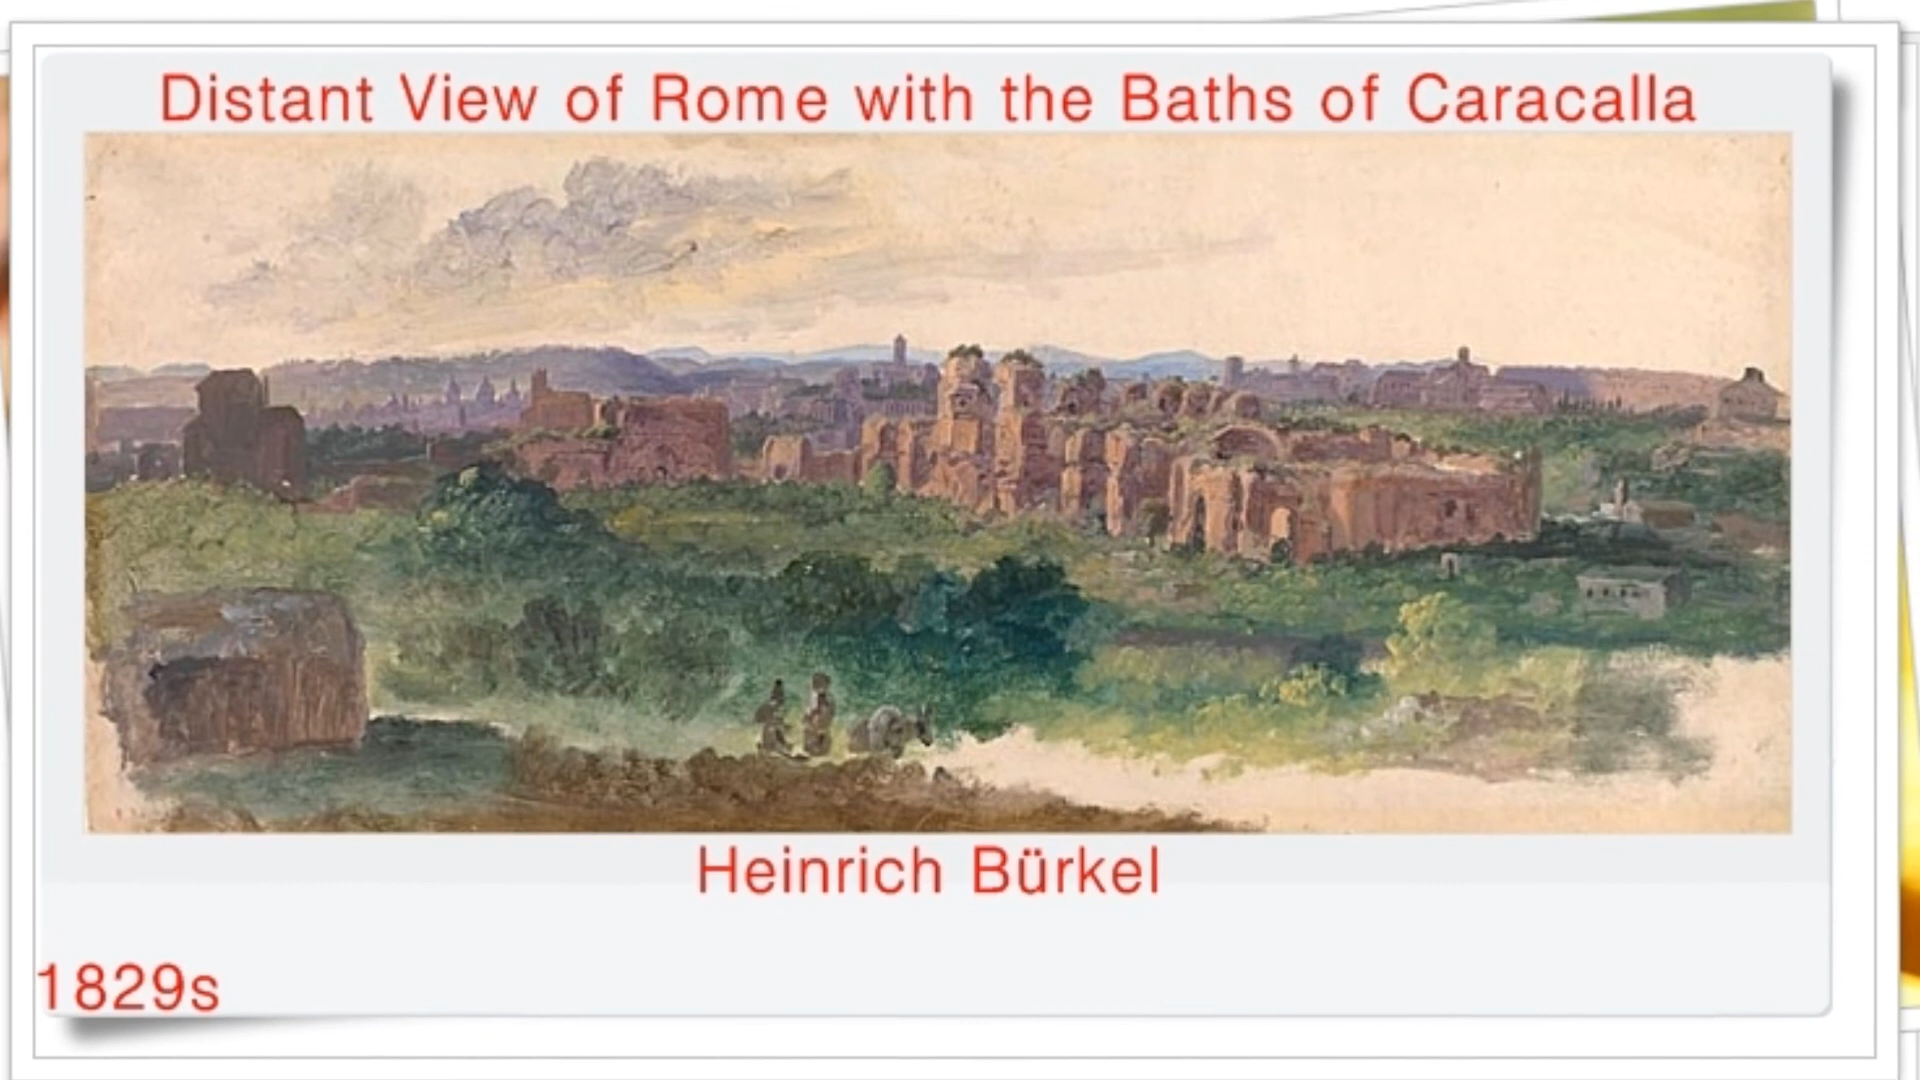 Distant View of Rome with the Baths of Caracalla
Heinrich Bürkel
1829s